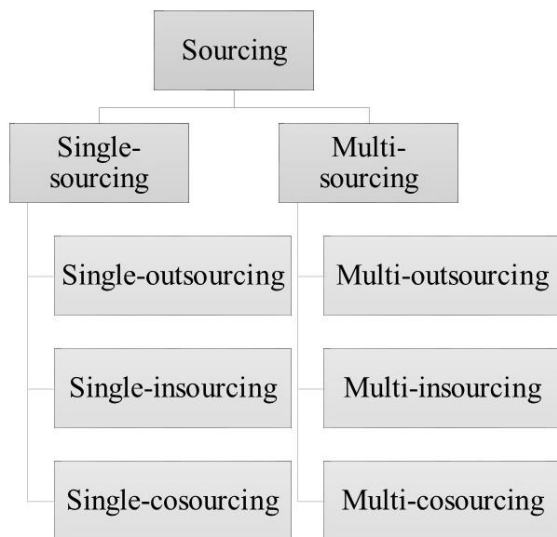 Sourcing
Single-
sourcing
Multi-
sourcing
Single-outsourcing
Multi-outsourcing
Single-insourcing
Multi-insourcing
Single-cosourcing
Multi-cosourcing